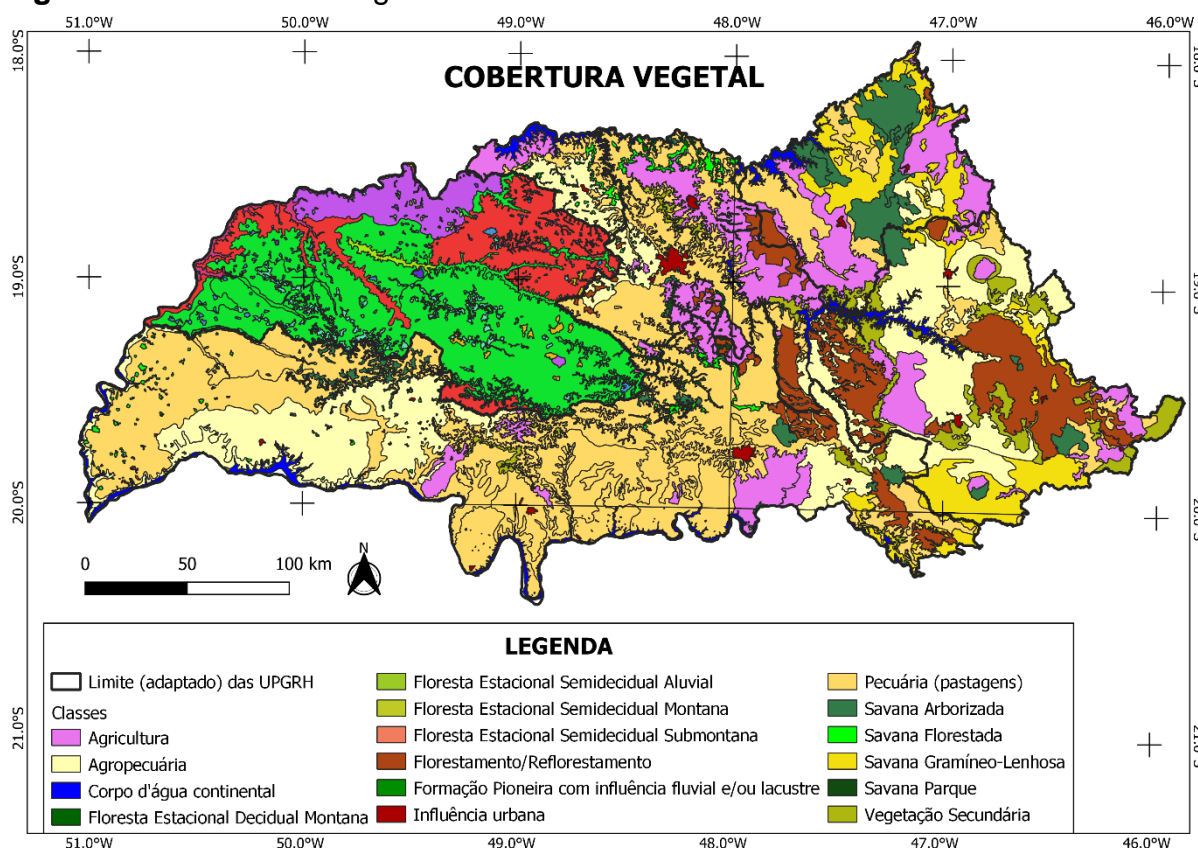 51.0°W 50.0°W 49.0°W 48.0°W 47.0°W 46.0°W
18.0°S
COBERTURA VEGETAL
19.0°S
20.0°S
0 50 100 km
N
21.0°S
LEGENDA
Limite (adaptado) das UPGRH
Classes
Agricultura
Agropecuária
Corpo d'água continental
Floresta Estacional Decidual Montana
Floresta Estacional Semidecidual Aluvial
Floresta Estacional Semidecidual Montana
Floresta Estacional Semidecidual Submontana
Florestamento/Reflorestamento
Formação Pioneira com influência fluvial e/ou lacustre
Influência urbana
Pecuária (pastagens)
Savana Arborizada
Savana Florestada
Savana Gramíneo-Lenhosa
Savana Parque
Vegetação Secundária
51.0°W 50.0°W 49.0°W 48.0°W 47.0°W 46.0°W